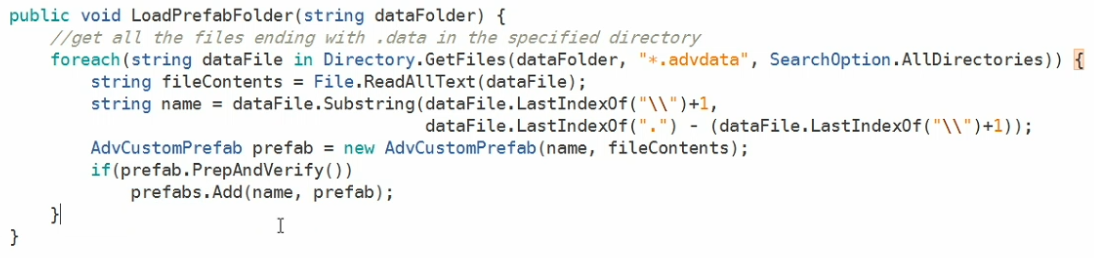 public void LoadPrefabFolder(string dataFolder) {
    //get all the files ending with .data in the specified directory
    foreach(string dataFile in Directory.GetFiles(dataFolder, "*.advdata", SearchOption.AllDirectories)) {
        string fileContents = File.ReadAllText(dataFile);
        string name = dataFile.Substring(dataFile.LastIndexOf("\\")+1,
                                         dataFile.LastIndexOf(".") - (dataFile.LastIndexOf("\\")+1));
        AdvCustomPrefab prefab = new AdvCustomPrefab(name, fileContents);
        if(prefab.PrepAndVerify())
            prefabs.Add(name, prefab);
    }
}